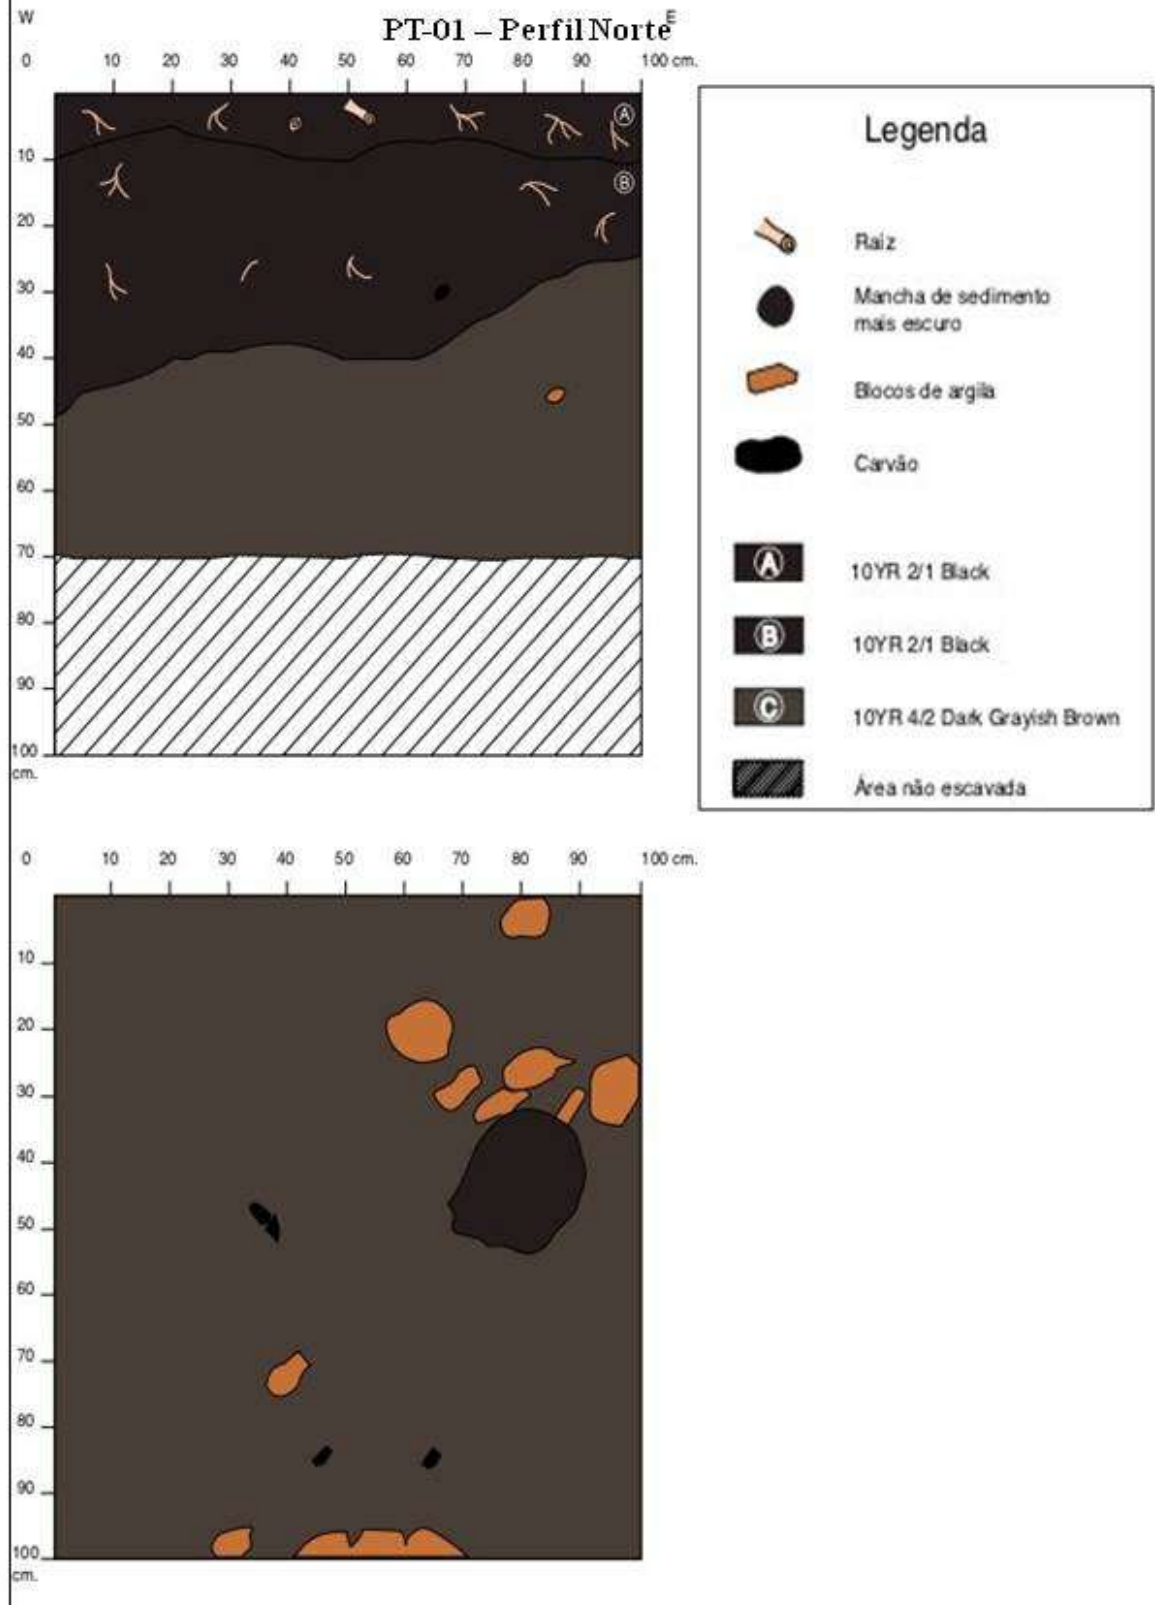 W
PT-01 – Perfil Norte
E
0 10 20 30 40 50 60 70 80 90 100 cm.
A
10
B
20
30
40
50
60
70
80
90
100
cm.
Legenda
Raíz
Mancha de sedimento
mais escuro
Blocos de argila
Carvão
A 10YR 2/1 Black
B 10YR 2/1 Black
C 10YR 4/2 Dark Grayish Brown
Área não escavada
0 10 20 30 40 50 60 70 80 90 100 cm.
10
20
30
40
50
60
70
80
90
100
cm.